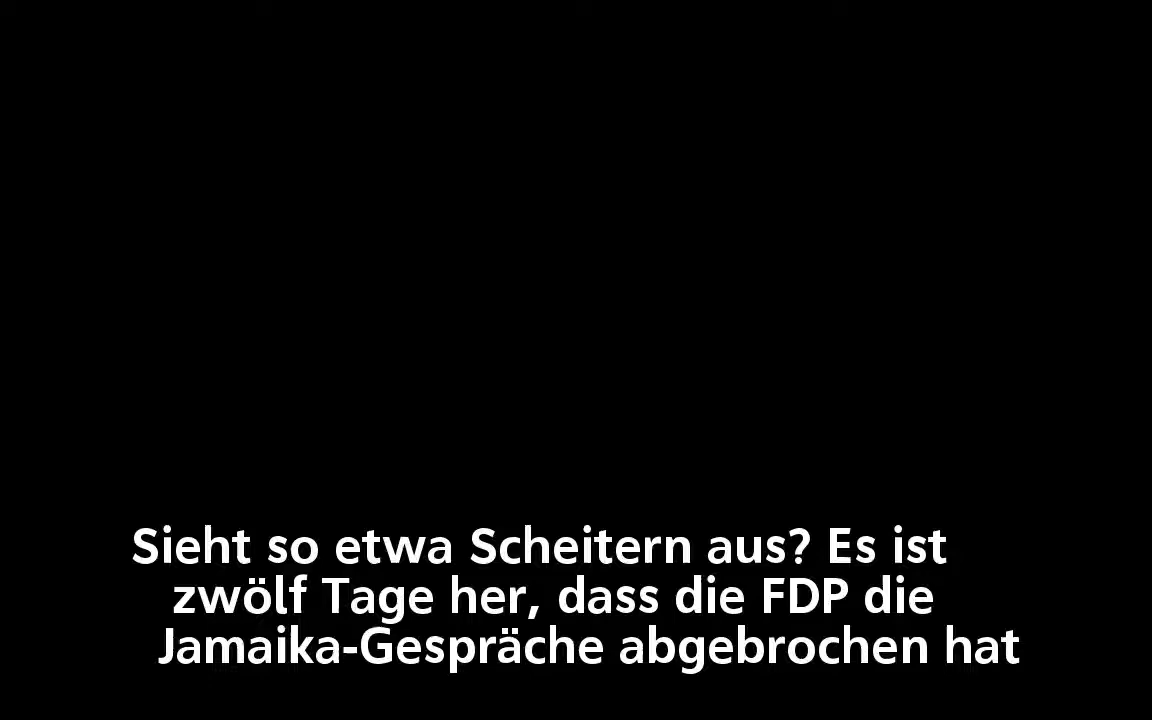 Sieht so etwa Scheitern aus? Es ist
zwölf Tage her, dass die FDP die
Jamaika-Gespräche abgebrochen hat